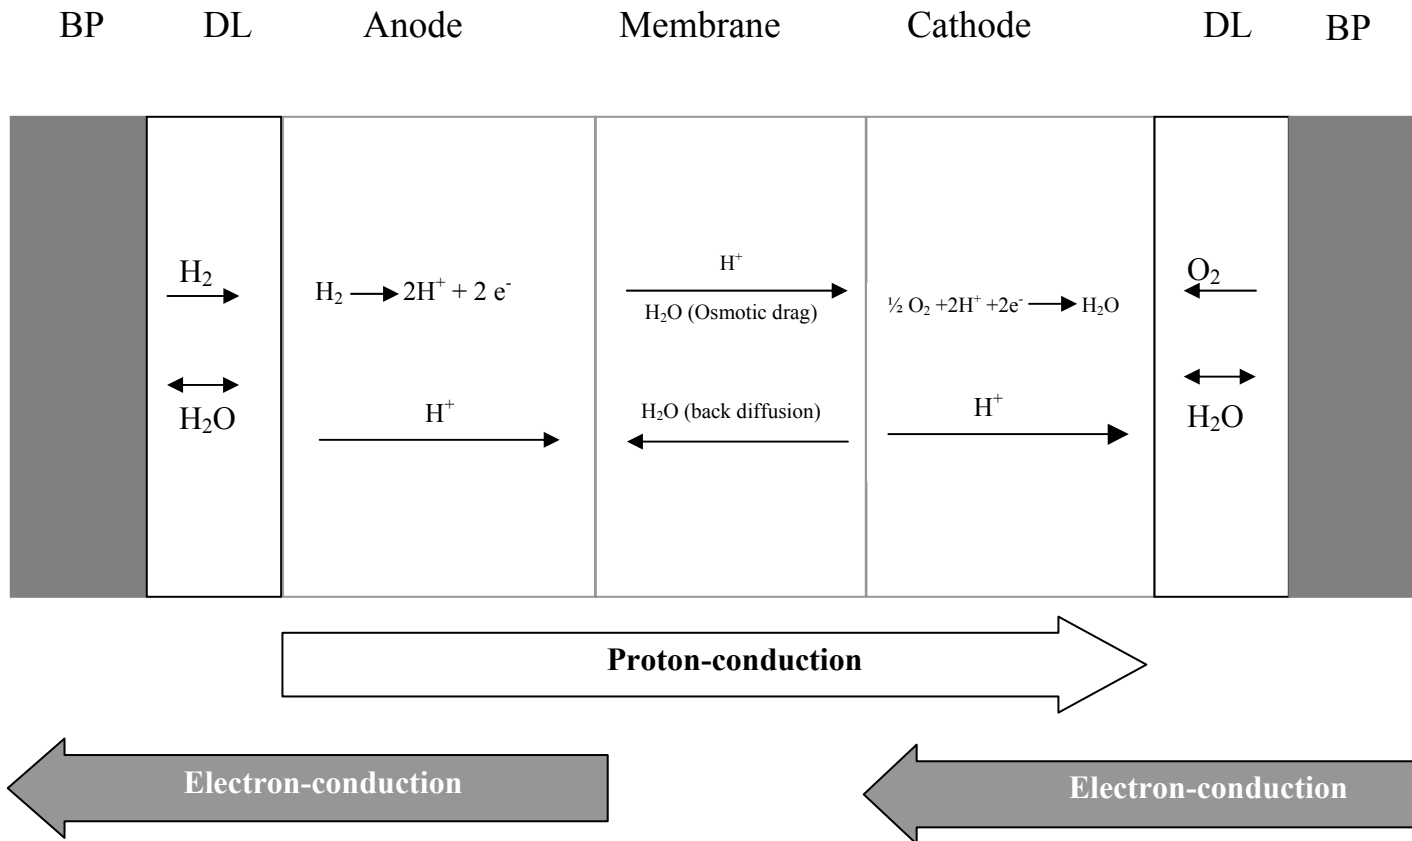 BP DL Anode Membrane Cathode DL BP
H₂
H₂ → 2H⁺ + 2 e⁻
H⁺
H₂O (Osmotic drag)
½ O₂ +2H⁺ +2e⁻ → H₂O
O₂
H₂O
H⁺
H₂O (back diffusion)
H⁺
H₂O
Proton-conduction
Electron-conduction
Electron-conduction